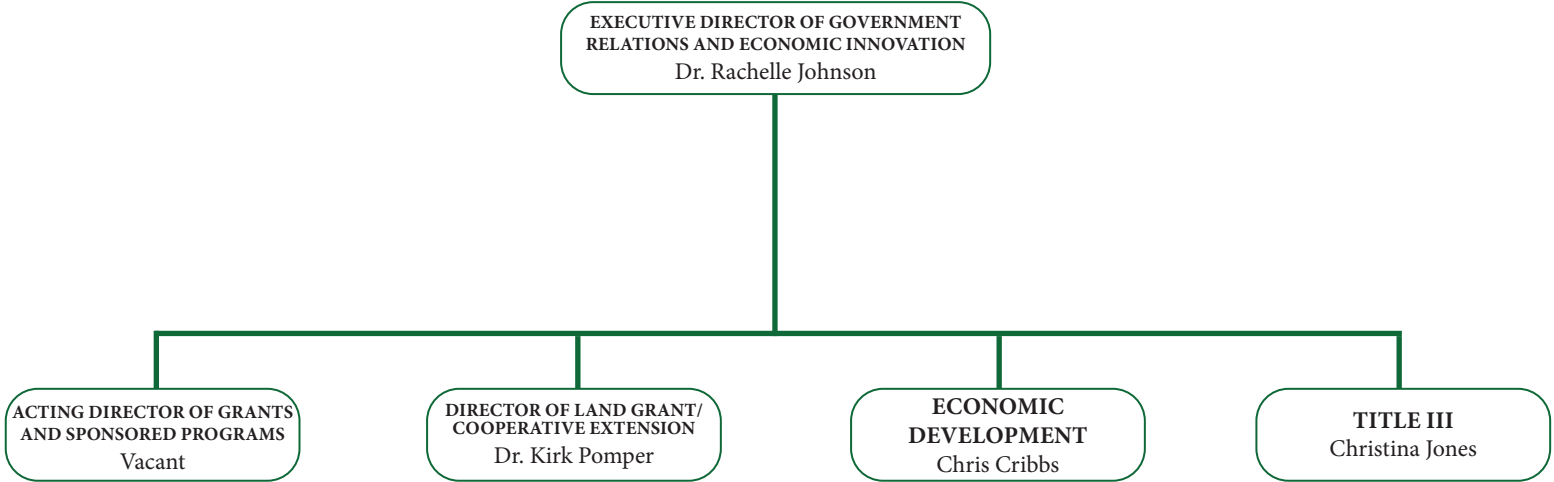 EXECUTIVE DIRECTOR OF GOVERNMENT
RELATIONS AND ECONOMIC INNOVATION
Dr. Rachelle Johnson
ACTING DIRECTOR OF GRANTS
AND SPONSORED PROGRAMS
Vacant
DIRECTOR OF LAND GRANT/
COOPERATIVE EXTENSION
Dr. Kirk Pomper
ECONOMIC
DEVELOPMENT
Chris Cribbs
TITLE III
Christina Jones